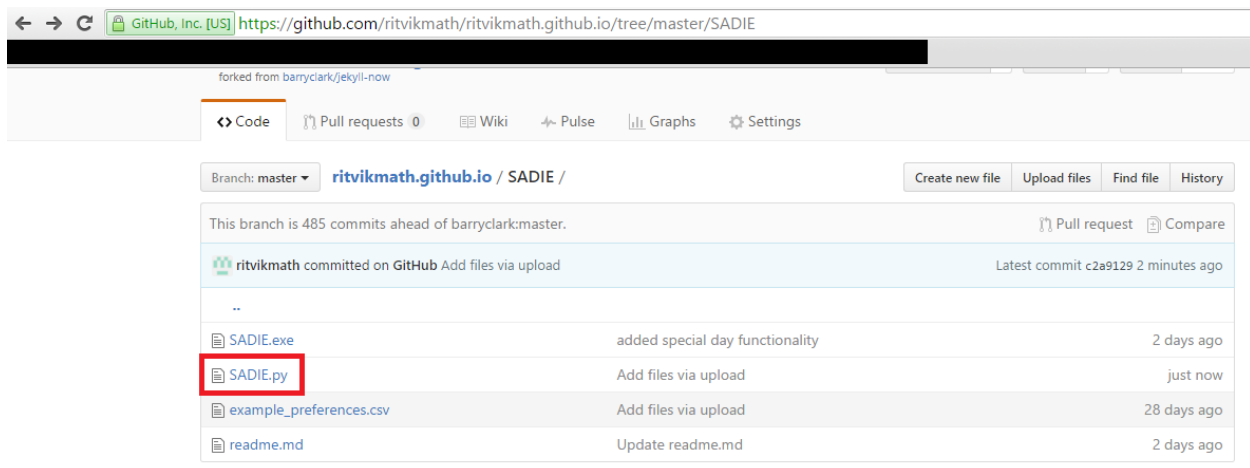 GitHub, Inc. [US] https://github.com/ritvikmath/ritvikmath.github.io/tree/master/SADIE
forked from barryclark/jekyll-now
Code Pull requests 0 Wiki Pulse Graphs Settings
Branch: master ritvikmath.github.io / SADIE / Create new file Upload files Find file History
This branch is 485 commits ahead of barryclark:master. Pull request Compare
ritvikmath committed on GitHub Add files via upload Latest commit c2a9129 2 minutes ago
..
SADIE.exe added special day functionality 2 days ago
SADIE.py Add files via upload just now
example_preferences.csv Add files via upload 28 days ago
readme.md Update readme.md 2 days ago